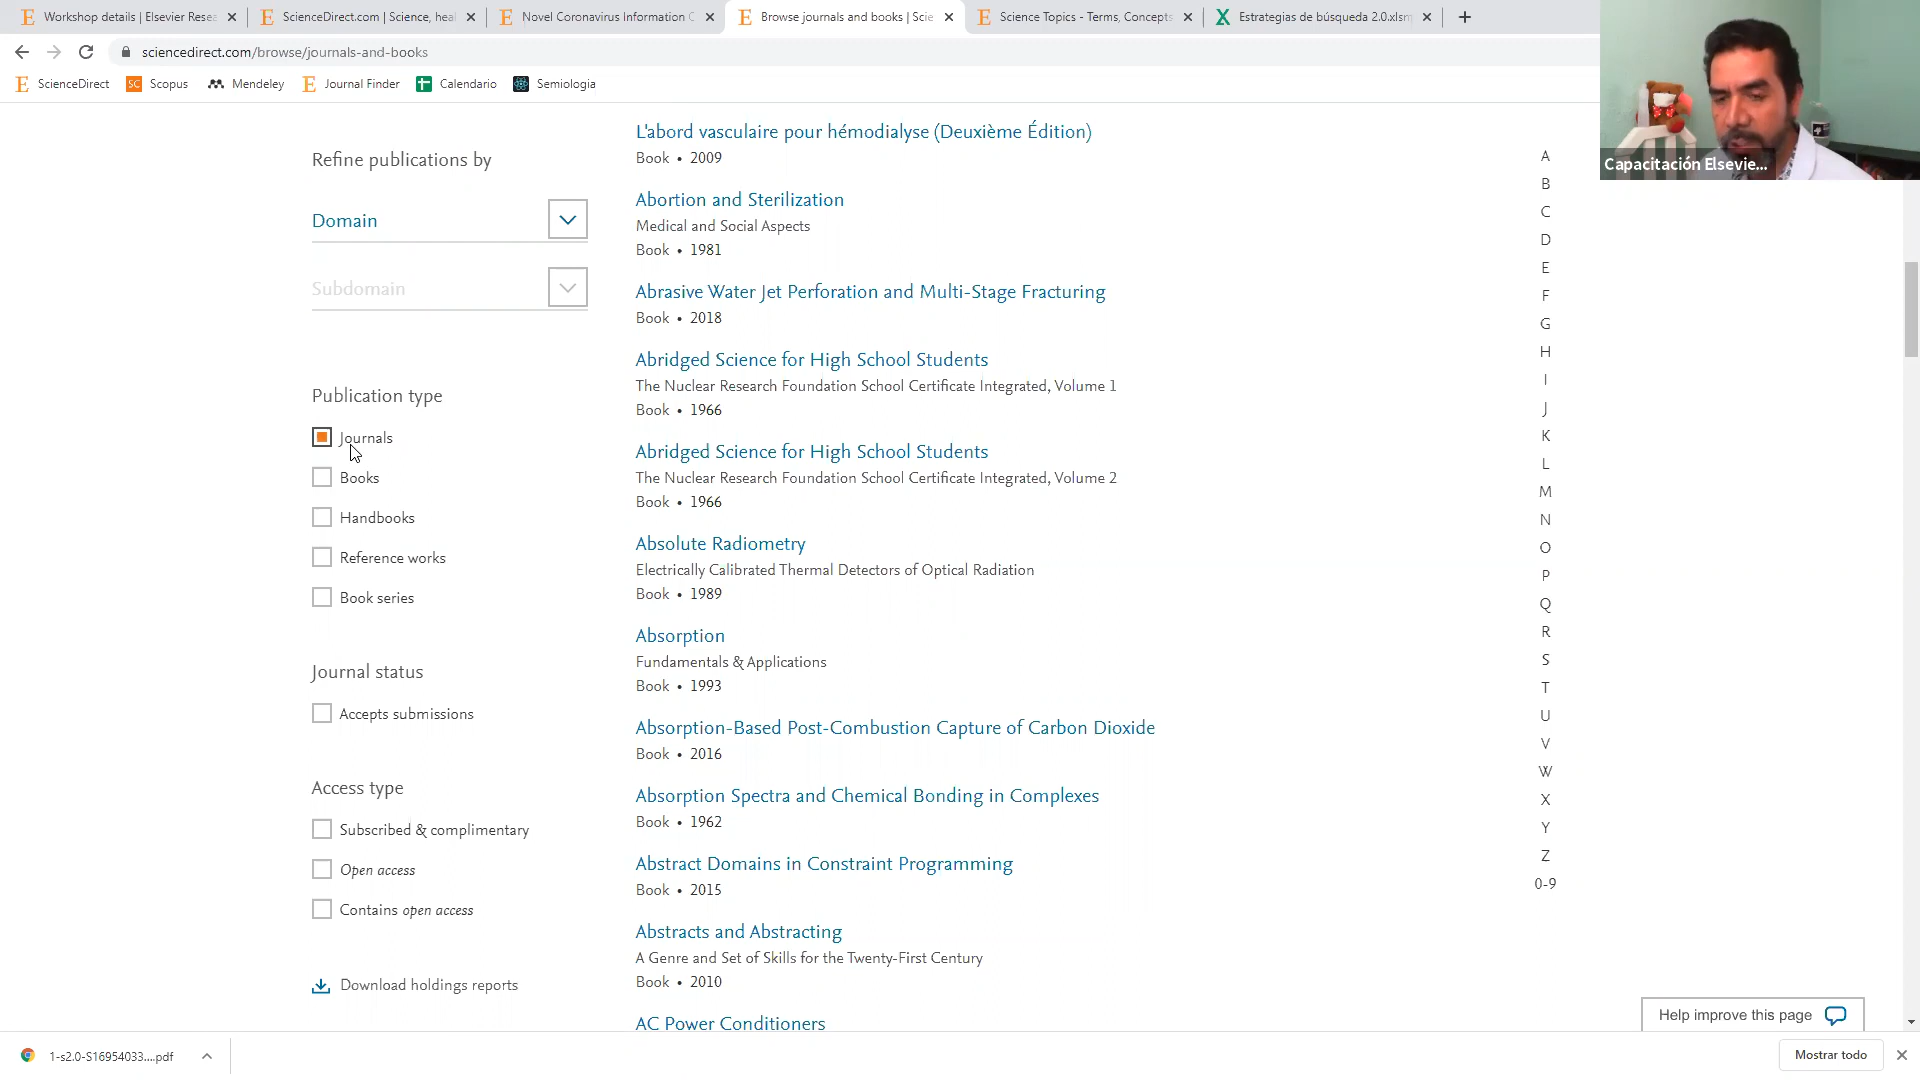 Workshop details | Elsevier Resea
ScienceDirect.com | Science, heal
Novel Coronavirus Information C
Browse journals and books | Scie
Science Topics - Terms, Concepts
Estrategias de búsqueda 2.0.xlsm
sciencedirect.com/browse/journals-and-books
ScienceDirect
Scopus
Mendeley
Journal Finder
Calendario
Semiologia
Capacitación Elsevie...
Refine publications by
Domain
Subdomain
Publication type
Journals
Books
Handbooks
Reference works
Book series
Journal status
Accepts submissions
Access type
Subscribed & complimentary
Open access
Contains open access
Download holdings reports
L'abord vasculaire pour hémodialyse (Deuxième Édition)
Book • 2009
Abortion and Sterilization
Medical and Social Aspects
Book • 1981
Abrasive Water Jet Perforation and Multi-Stage Fracturing
Book • 2018
Abridged Science for High School Students
The Nuclear Research Foundation School Certificate Integrated, Volume 1
Book • 1966
Abridged Science for High School Students
The Nuclear Research Foundation School Certificate Integrated, Volume 2
Book • 1966
Absolute Radiometry
Electrically Calibrated Thermal Detectors of Optical Radiation
Book • 1989
Absorption
Fundamentals & Applications
Book • 1993
Absorption-Based Post-Combustion Capture of Carbon Dioxide
Book • 2016
Absorption Spectra and Chemical Bonding in Complexes
Book • 1962
Abstract Domains in Constraint Programming
Book • 2015
Abstracts and Abstracting
A Genre and Set of Skills for the Twenty-First Century
Book • 2010
AC Power Conditioners
A
B
C
D
E
F
G
H
I
J
K
L
M
N
O
P
Q
R
S
T
U
V
W
X
Y
Z
0-9
Help improve this page
1-s2.0-S16954033....pdf
Mostrar todo